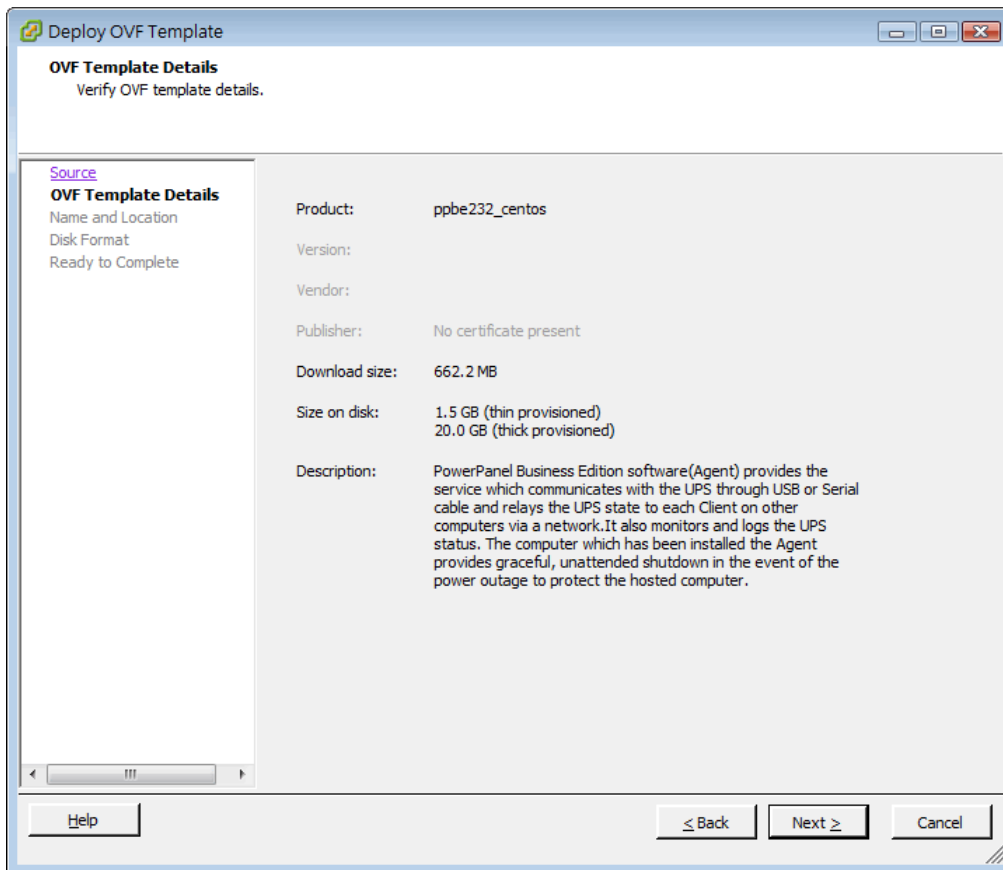 Deploy OVF Template
OVF Template Details
Verify OVF template details.
Source
OVF Template Details
Name and Location
Disk Format
Ready to Complete
Product: ppbe232_centos
Version:
Vendor:
Publisher: No certificate present
Download size: 662.2 MB
Size on disk: 1.5 GB (thin provisioned)
20.0 GB (thick provisioned)
Description: PowerPanel Business Edition software(Agent) provides the
service which communicates with the UPS through USB or Serial
cable and relays the UPS state to each Client on other
computers via a network.It also monitors and logs the UPS
status. The computer which has been installed the Agent
provides graceful, unattended shutdown in the event of the
power outage to protect the hosted computer.
Help
< Back
Next >
Cancel